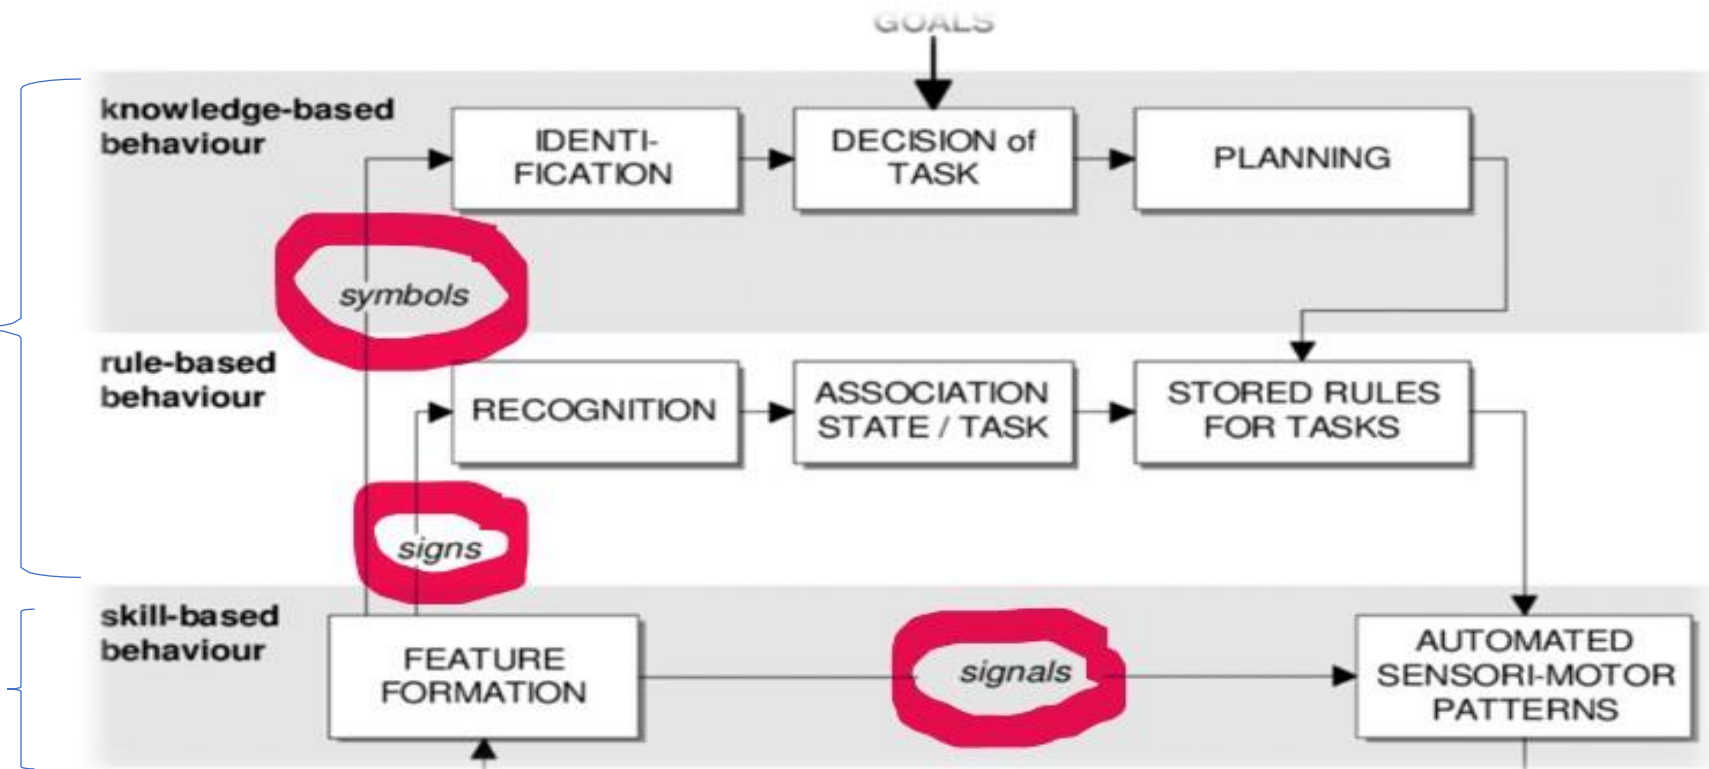 GOALS
knowledge-based
behaviour
IDENTI-
FICATION
DECISION of
TASK
PLANNING
symbols
rule-based
behaviour
RECOGNITION
ASSOCIATION
STATE / TASK
STORED RULES
FOR TASKS
signs
skill-based
behaviour
FEATURE
FORMATION
signals
AUTOMATED
SENSORI-MOTOR
PATTERNS